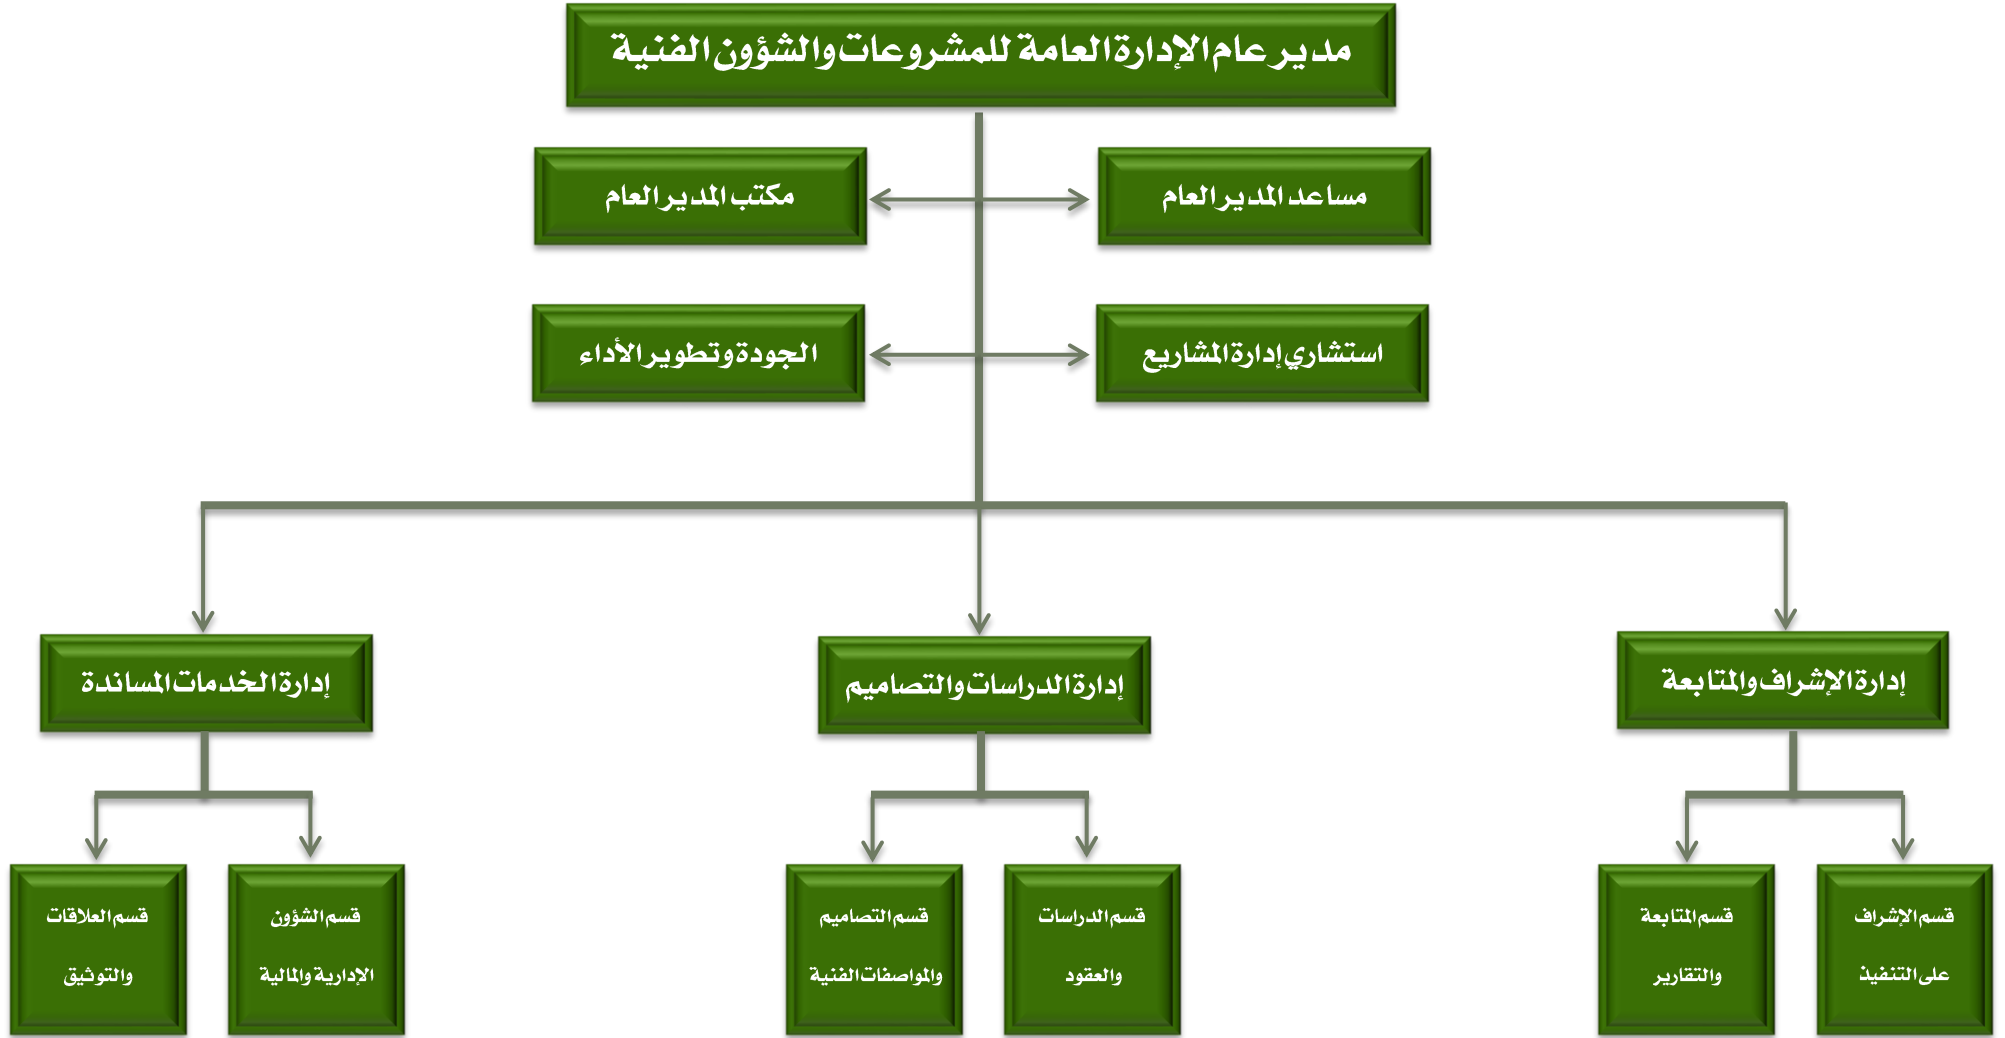 مدير عام الإدارة العامة للمشروعات والشؤون الفنية
مساعد المدير العام
مكتب المدير العام
استشاري إدارة المشاريع
الجودة وتطوير الأداء
إدارة الإشراف والمتابعة
إدارة الدراسات والتصاميم
إدارة الخدمات المساندة
قسم الإشراف
على التنفيذ
قسم المتابعة
والتقارير
قسم الدراسات
والعقود
قسم التصاميم
والمواصفات الفنية
قسم الشؤون
الإدارية والمالية
قسم العلاقات
والتوثيق